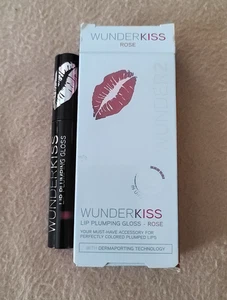 WUNDERKISS
ROSE
WUNDERKISS
LIP PLUMPING GLOSS
WUNDERKISS
LIP PLUMPING GLOSS - ROSE
YOUR MUST-HAVE ACCESSORY FOR
PERFECTLY COLORED PLUMPED LIPS
WITH DERMAPORTING TECHNOLOGY